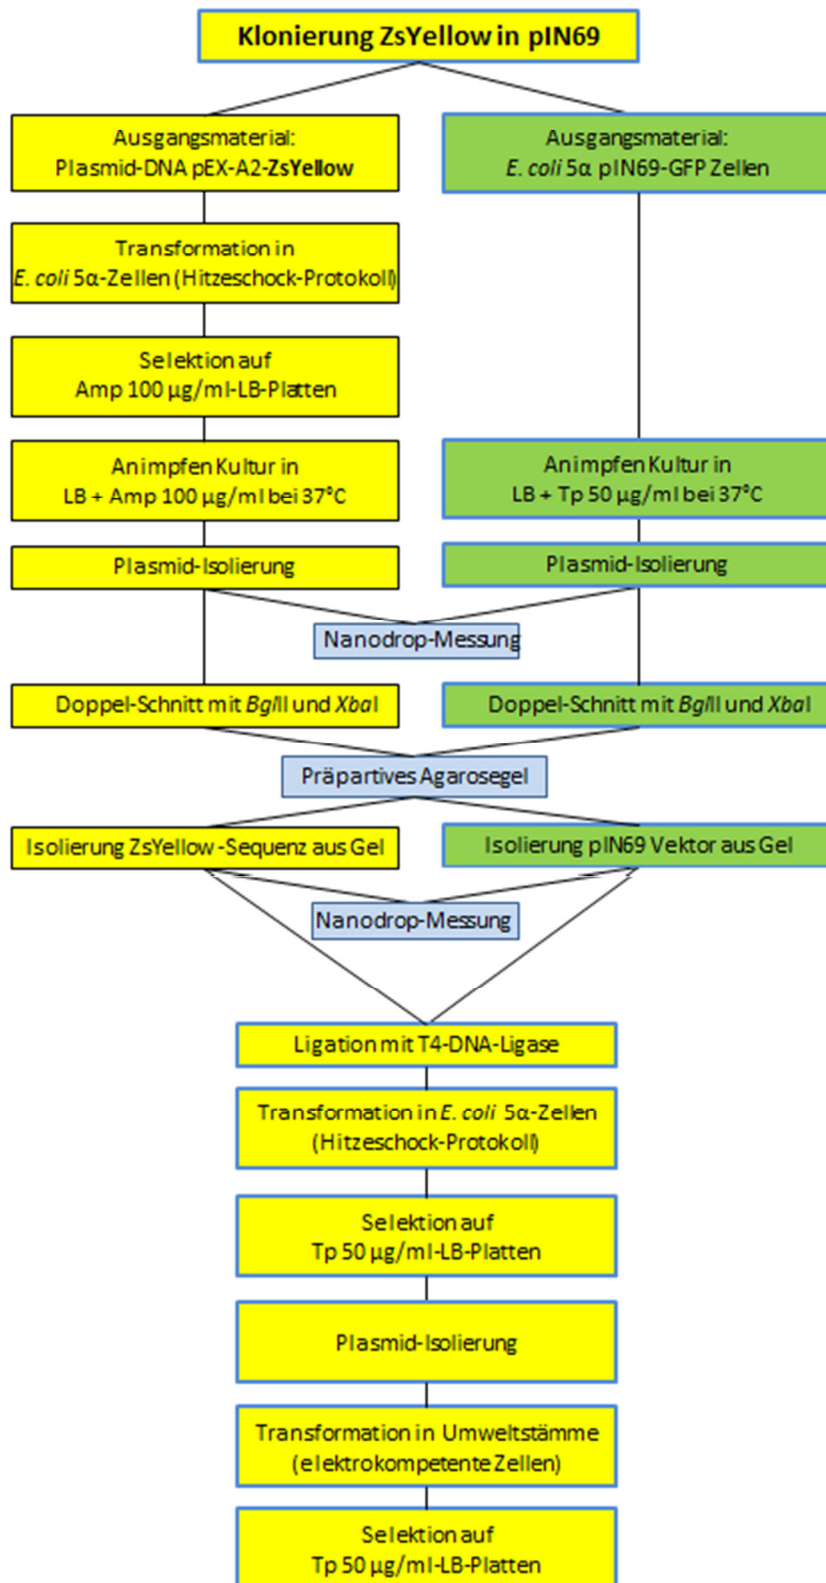 Klonierung ZsYellow in pIN69
Ausgangsmaterial:
Plasmid-DNA pEX-A2-ZsYellow
Ausgangsmaterial:
E. coli 5α pIN69-GFP Zellen
Transformation in
E. coli 5α-Zellen (Hitzeschock-Protokoll)
Selektion auf
Amp 100 µg/ml-LB-Platten
Animpfen Kultur in
LB + Amp 100 µg/ml bei 37°C
Animpfen Kultur in
LB + Tp 50 µg/ml bei 37°C
Plasmid-Isolierung
Plasmid-Isolierung
Nanodrop-Messung
Doppel-Schnitt mit BglII und XbaI
Doppel-Schnitt mit BglII und XbaI
Präpartives Agarosegel
Isolierung ZsYellow-Sequenz aus Gel
Isolierung pIN69 Vektor aus Gel
Nanodrop-Messung
Ligation mit T4-DNA-Ligase
Transformation in E. coli 5α-Zellen
(Hitzeschock-Protokoll)
Selektion auf
Tp 50 µg/ml-LB-Platten
Plasmid-Isolierung
Transformation in Umweltstämme
(elektrokompetente Zellen)
Selektion auf
Tp 50 µg/ml-LB-Platten